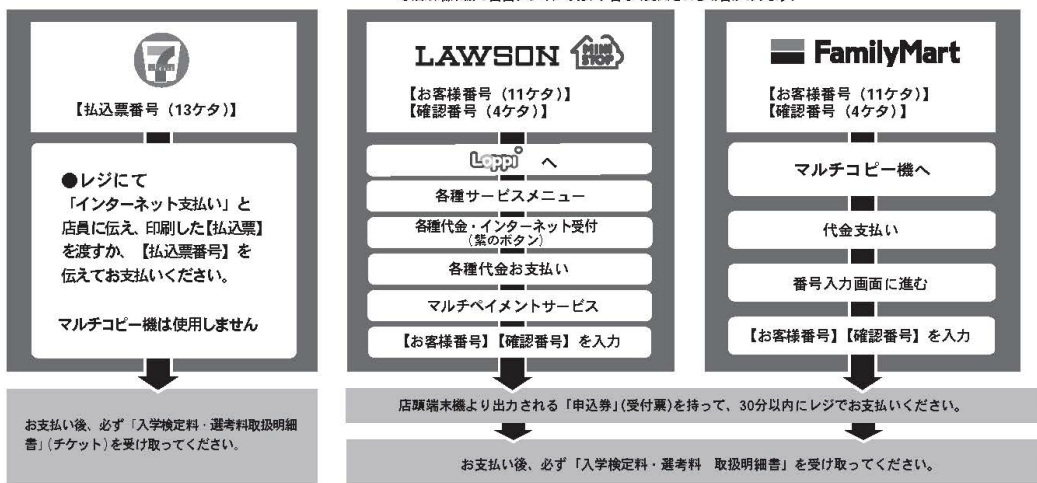 【払込票番号（13ケタ）】
●レジにて
「インターネット支払い」と
店員に伝え、印刷した【払込票】
を渡すか、【払込票番号】を
伝えてお支払いください。
マルチコピー機は使用しません
お支払い後、必ず「入学検定料・選考料取扱明細
書」（チケット）を受け取ってください。
LAWSON MINI STOP
【お客様番号（11ケタ）】
【確認番号（4ケタ）】
Loppi へ
各種サービスメニュー
各種代金・インターネット受付
（紫のボタン）
各種代金お支払い
マルチペイメントサービス
【お客様番号】【確認番号】を入力
FamilyMart
【お客様番号（11ケタ）】
【確認番号（4ケタ）】
マルチコピー機へ
代金支払い
番号入力画面に進む
【お客様番号】【確認番号】を入力
店頭端末機より出力される「申込券」（受付票）を持って、30分以内にレジでお支払いください。
お支払い後、必ず「入学検定料・選考料　取扱明細書」を受け取ってください。